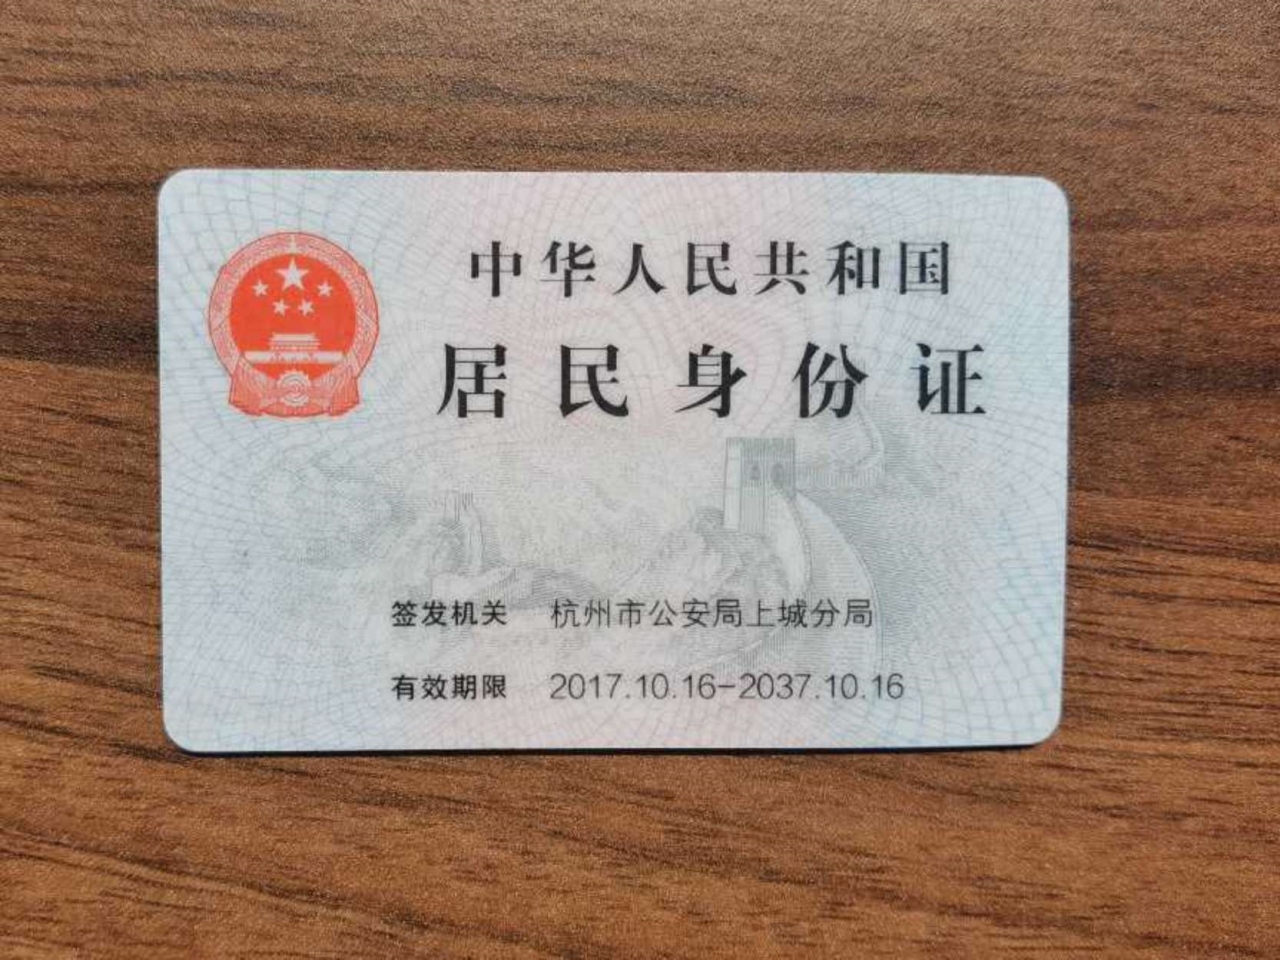 中华人民共和国
居民身份证
签发机关 杭州市公安局上城分局
有效期限 2017.10.16-2037.10.16